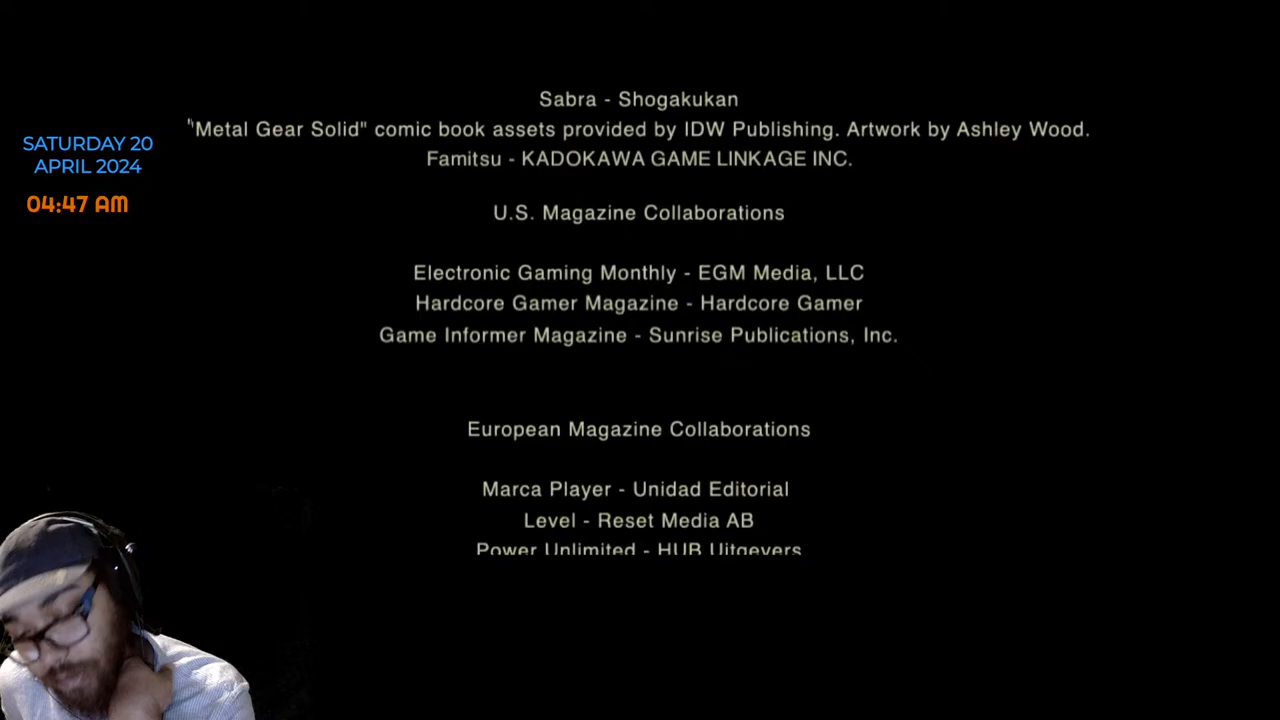 Sabra - Shogakukan
"Metal Gear Solid" comic book assets provided by IDW Publishing. Artwork by Ashley Wood.
Famitsu - KADOKAWA GAME LINKAGE INC.
SATURDAY 20
APRIL 2024
04:47 AM
U.S. Magazine Collaborations
Electronic Gaming Monthly - EGM Media, LLC
Hardcore Gamer Magazine - Hardcore Gamer
Game Informer Magazine - Sunrise Publications, Inc.
European Magazine Collaborations
Marca Player - Unidad Editorial
Level - Reset Media AB
Power Unlimited - HUB Uitgevers